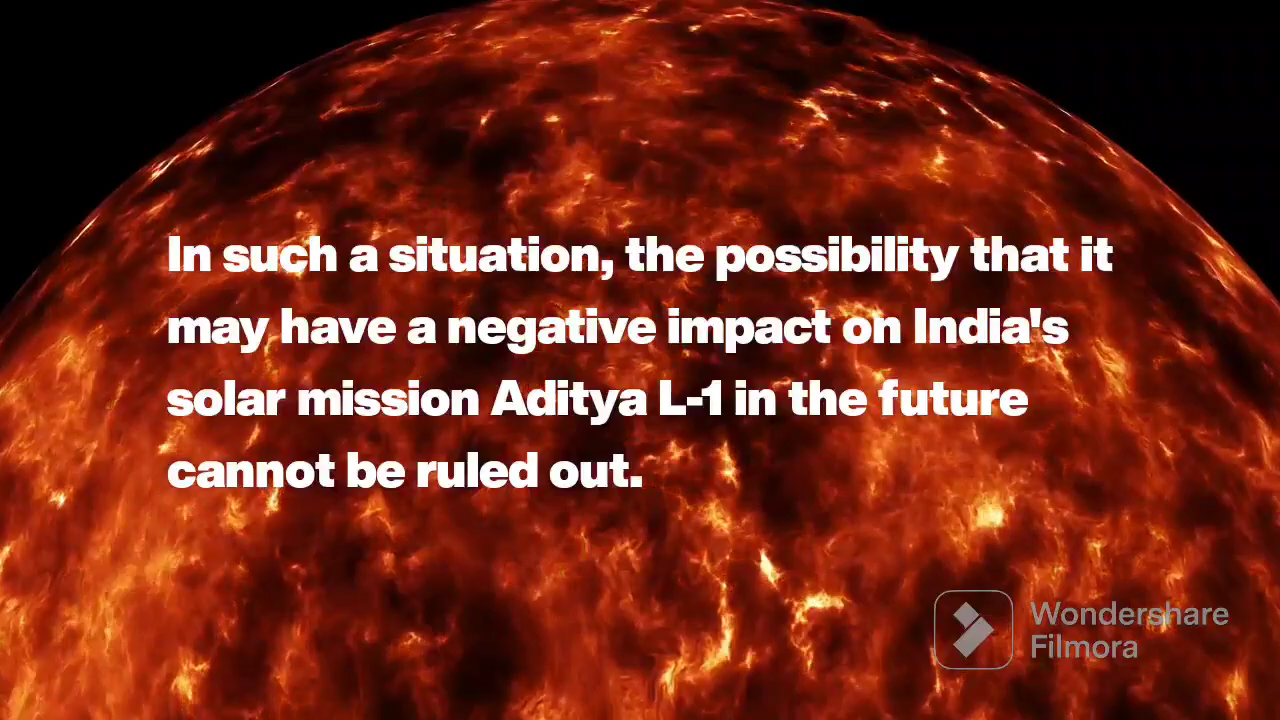 In such a situation, the possibility that it
may have a negative impact on India's
solar mission Aditya L-1 in the future
cannot be ruled out.
Wondershare
Filmora